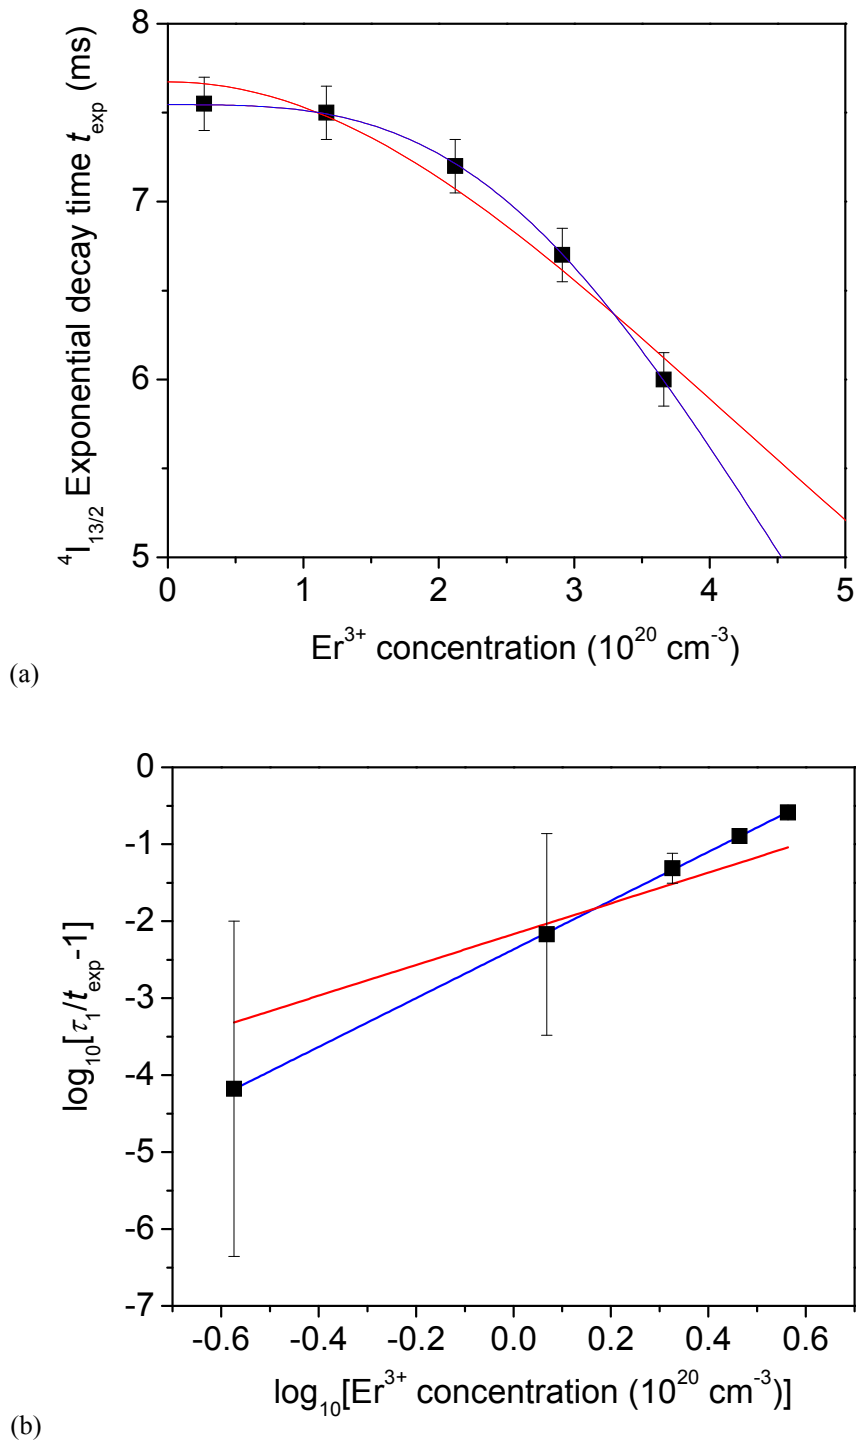 8
7
6
5
⁴I₁₃/₂ Exponential decay time t_exp (ms)
0 1 2 3 4 5
Er³⁺ concentration (10²⁰ cm⁻³)
(a)
0
-1
-2
-3
-4
-5
-6
-7
log₁₀[τ₁/t_exp-1]
-0.6 -0.4 -0.2 0.0 0.2 0.4 0.6
log₁₀[Er³⁺ concentration (10²⁰ cm⁻³)]
(b)